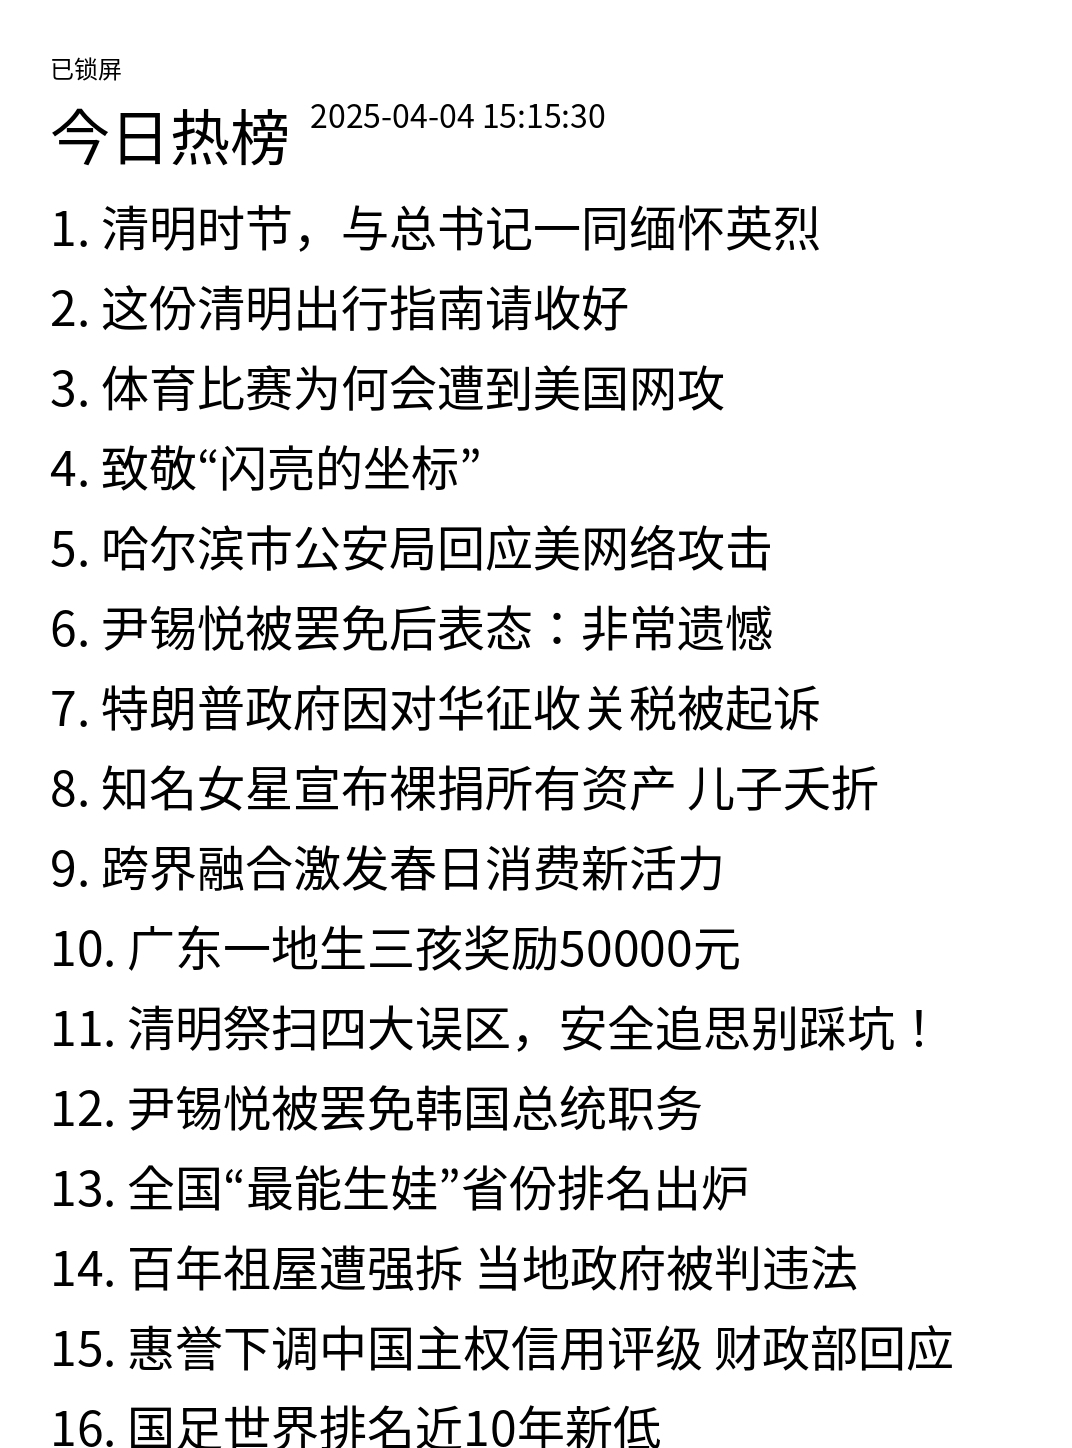 已锁屏
今日热榜 2025-04-04 15:15:30
1. 清明时节，与总书记一同缅怀英烈
2. 这份清明出行指南请收好
3. 体育比赛为何会遭到美国网攻
4. 致敬“闪亮的坐标”
5. 哈尔滨市公安局回应美网络攻击
6. 尹锡悦被罢免后表态：非常遗憾
7. 特朗普政府因对华征收关税被起诉
8. 知名女星宣布裸捐所有资产 儿子夭折
9. 跨界融合激发春日消费新活力
10. 广东一地生三孩奖励50000元
11. 清明祭扫四大误区，安全追思别踩坑！
12. 尹锡悦被罢免韩国总统职务
13. 全国“最能生娃”省份排名出炉
14. 百年祖屋遭强拆 当地政府被判违法
15. 惠誉下调中国主权信用评级 财政部回应
16. 国足世界排名近10年新低